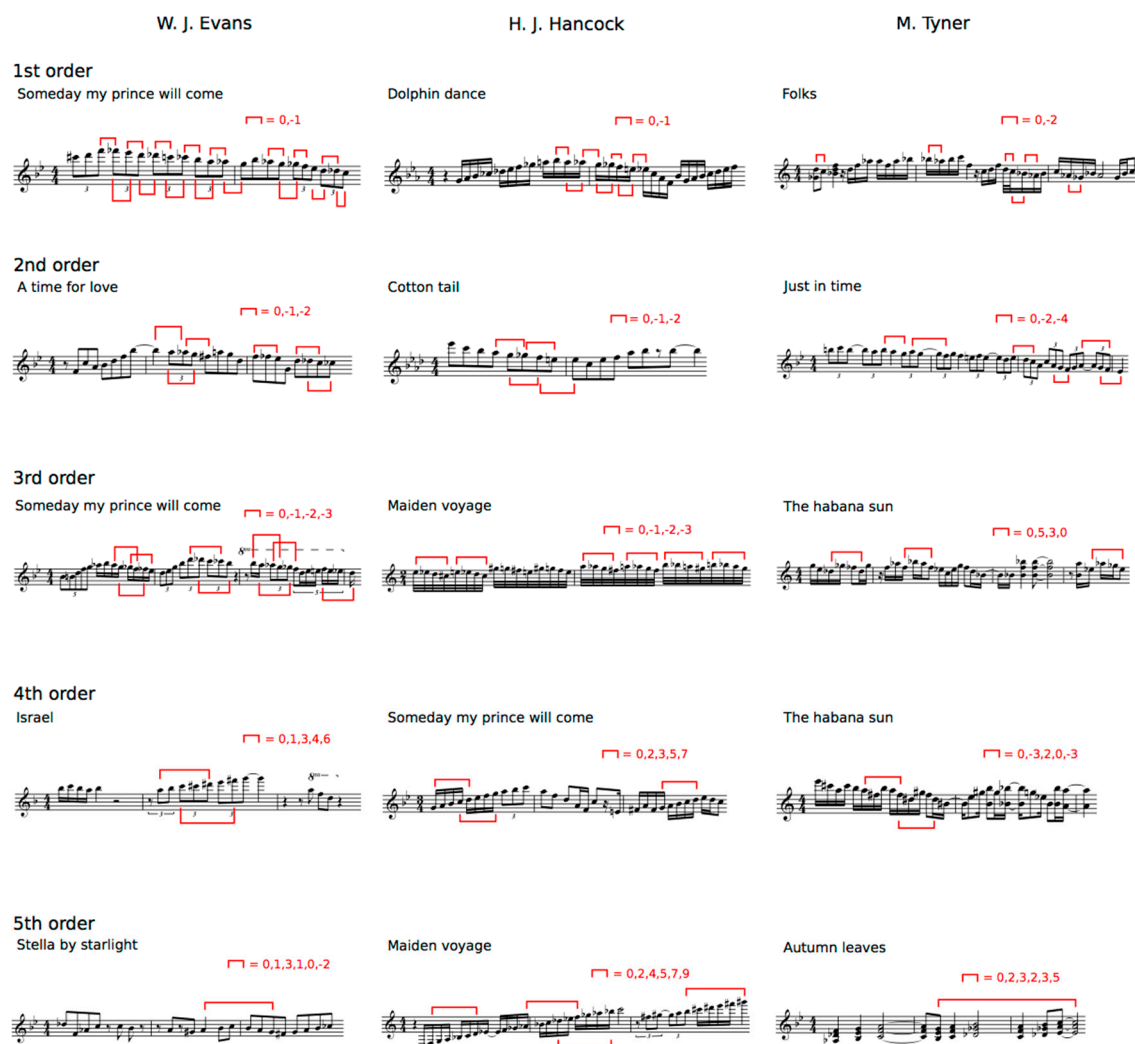 W. J. Evans H. J. Hancock M. Tyner
1st order
Someday my prince will come Dolphin dance Folks
= 0,-1 = 0,-1 = 0,-2
2nd order
A time for love Cotton tail Just in time
= 0,-1,-2 = 0,-1,-2 = 0,-2,-4
3rd order
Someday my prince will come Maiden voyage The habana sun
= 0,-1,-2,-3 = 0,-1,-2,-3 = 0,5,3,0
4th order
Israel Someday my prince will come The habana sun
= 0,1,3,4,6 = 0,2,3,5,7 = 0,-3,2,0,-3
5th order
Stella by starlight Maiden voyage Autumn leaves
= 0,1,3,1,0,-2 = 0,2,4,5,7,9 = 0,2,3,2,3,5